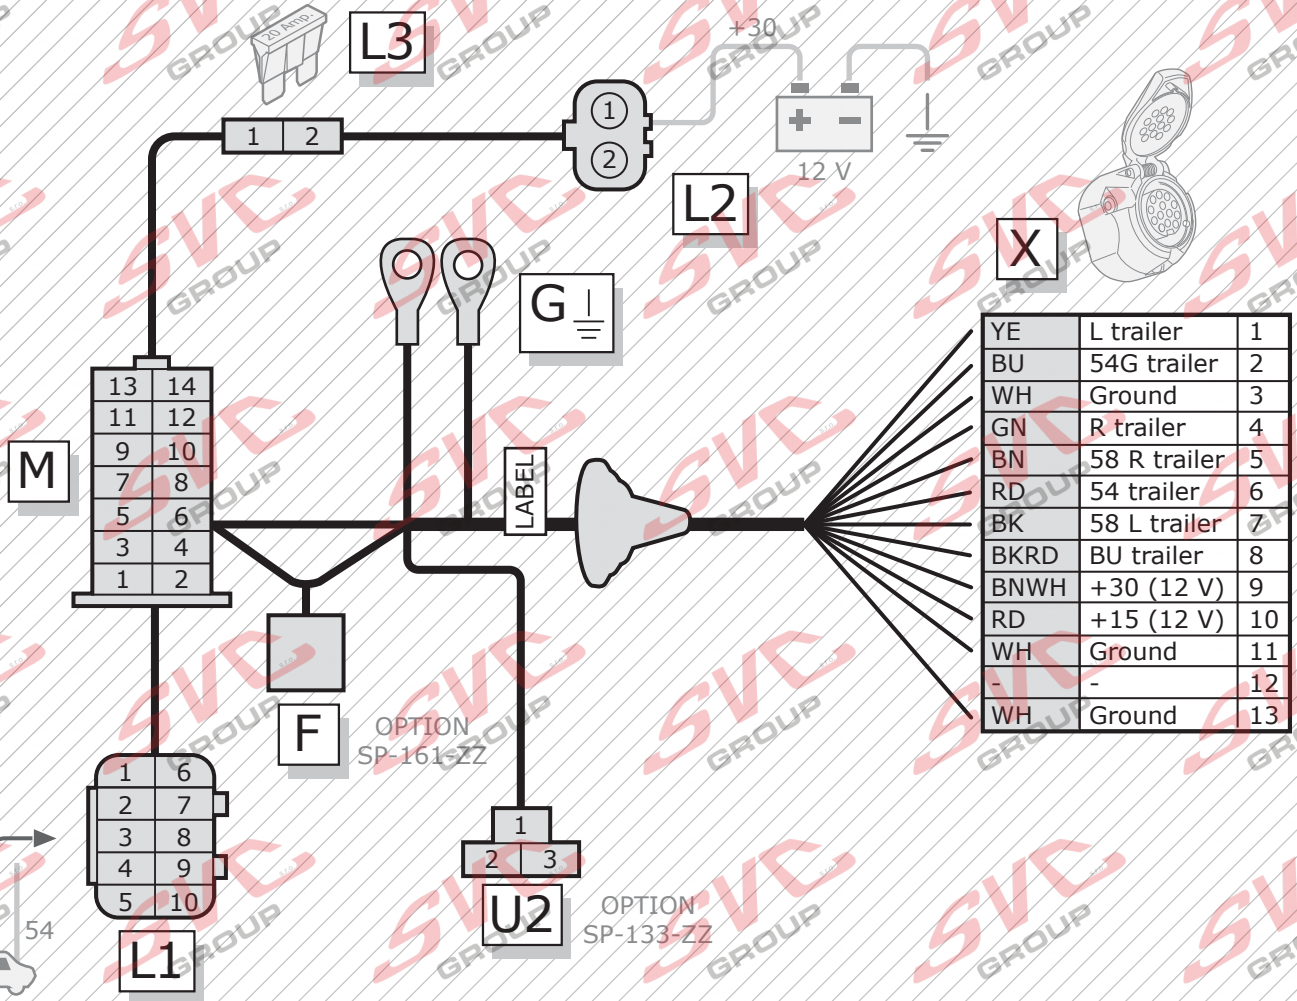 20 Amp.
L3
+30
1 2
1
2
12 V
L2
X
G
M
13 14
11 12
9 10
7 8
5 6
3 4
1 2
LABEL
YE L trailer 1
BU 54G trailer 2
WH Ground 3
GN R trailer 4
BN 58 R trailer 5
RD 54 trailer 6
BK 58 L trailer 7
BKRD BU trailer 8
BNWH +30 (12 V) 9
RD +15 (12 V) 10
WH Ground 11
- - 12
WH Ground 13
F
OPTION
SP-161-ZZ
1 6
2 7
3 8
4 9
5 10
L1
54
1
2 3
U2
OPTION
SP-133-ZZ
SVC s.r.o.
GROUP